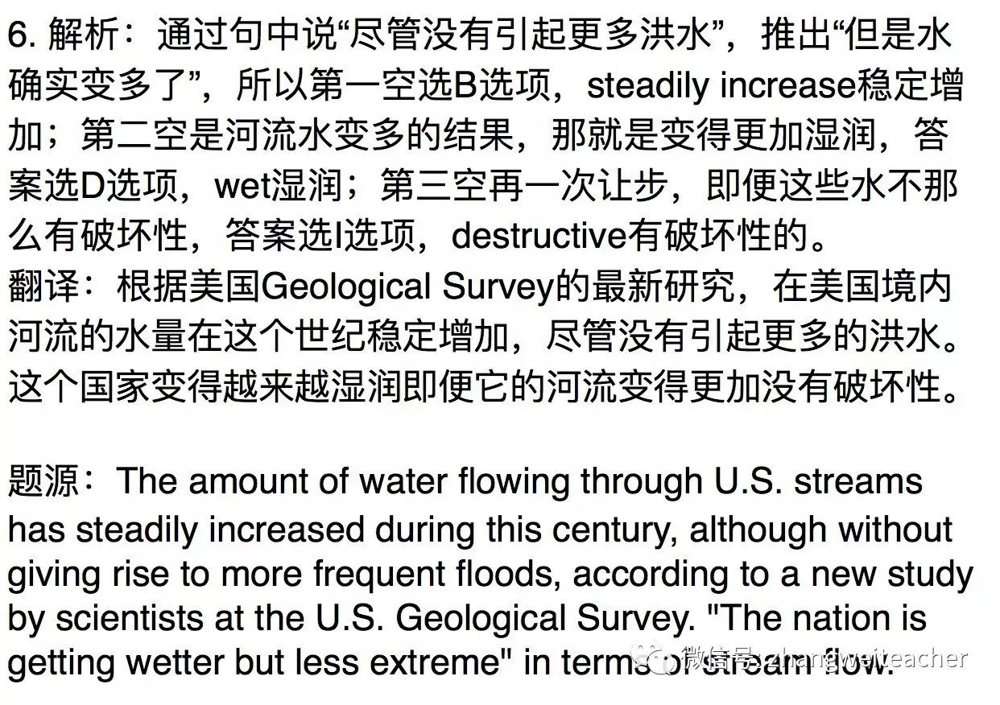 6. 解析：通过句中说“尽管没有引起更多洪水”，推出“但是水
确实变多了”，所以第一空选B选项，steadily increase稳定增
加；第二空是河流水变多的结果，那就是变得更加湿润，答
案选D选项，wet湿润；第三空再一次让步，即便这些水不那
么有破坏性，答案选I选项，destructive有破坏性的。
翻译：根据美国Geological Survey的最新研究，在美国境内
河流的水量在这个世纪稳定增加，尽管没有引起更多的洪水。
这个国家变得越来越湿润即便它的河流变得更加没有破坏性。
题源：The amount of water flowing through U.S. streams
has steadily increased during this century, although without
giving rise to more frequent floods, according to a new study
by scientists at the U.S. Geological Survey. "The nation is
getting wetter but less extreme" in terms of stream flow.
微信号: zhangweiteacher